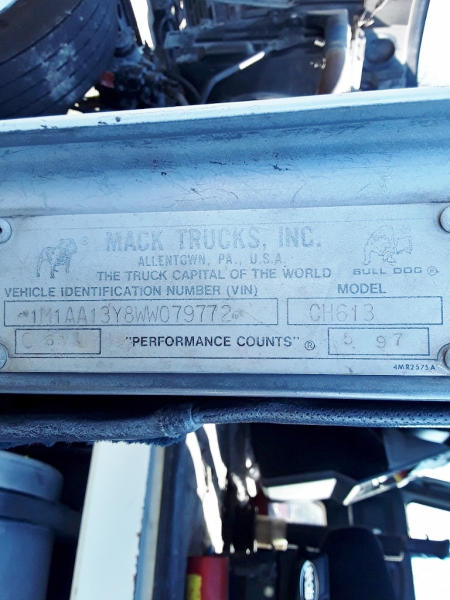 ® MACK TRUCKS, INC.
ALLENTOWN, PA., U.S.A.
THE TRUCK CAPITAL OF THE WORLD BULL DOG ®
VEHICLE IDENTIFICATION NUMBER (VIN) MODEL
1M1AA13Y8WW079772 CH613
"PERFORMANCE COUNTS" ® 5 97
4MR2575A